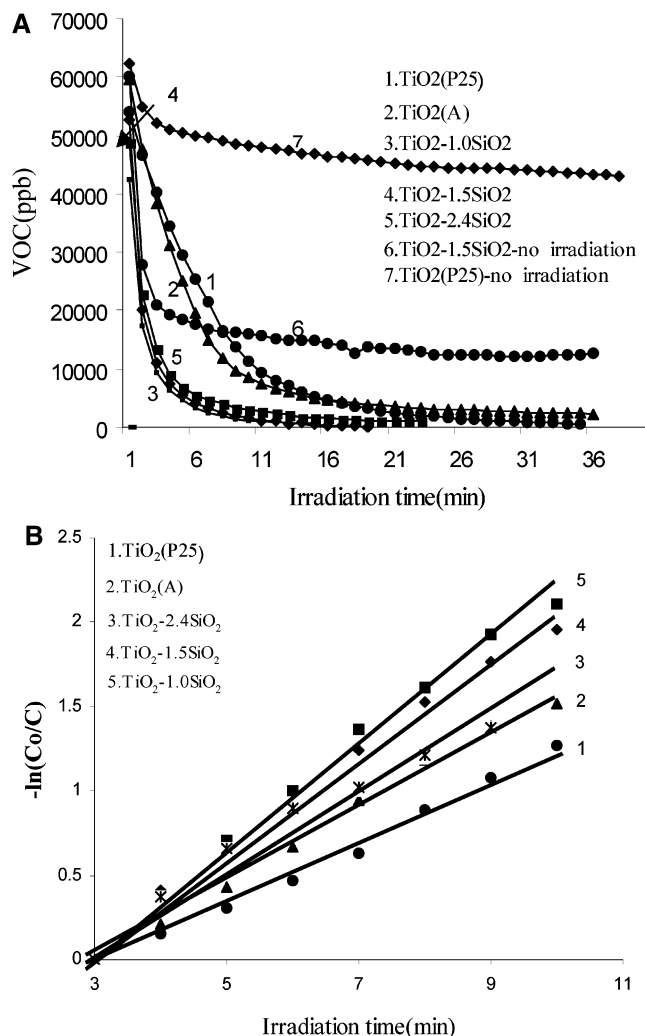 A
70000
60000
50000
40000
30000
20000
10000
0
VOC(ppb)
1.TiO2(P25)
2.TiO2(A)
3.TiO2-1.0SiO2
4.TiO2-1.5SiO2
5.TiO2-2.4SiO2
6.TiO2-1.5SiO2-no irradiation
7.TiO2(P25)-no irradiation
4
7
2
1
6
5
3
1 6 11 16 21 26 31 36
Irradiation time(min)
B
2.5
2
1.5
1
0.5
0
-ln(Co/C)
1.TiO₂(P25)
2.TiO₂(A)
3.TiO₂-2.4SiO₂
4.TiO₂-1.5SiO₂
5.TiO₂-1.0SiO₂
5
4
3
2
1
3 5 7 9 11
Irradiation time(min)